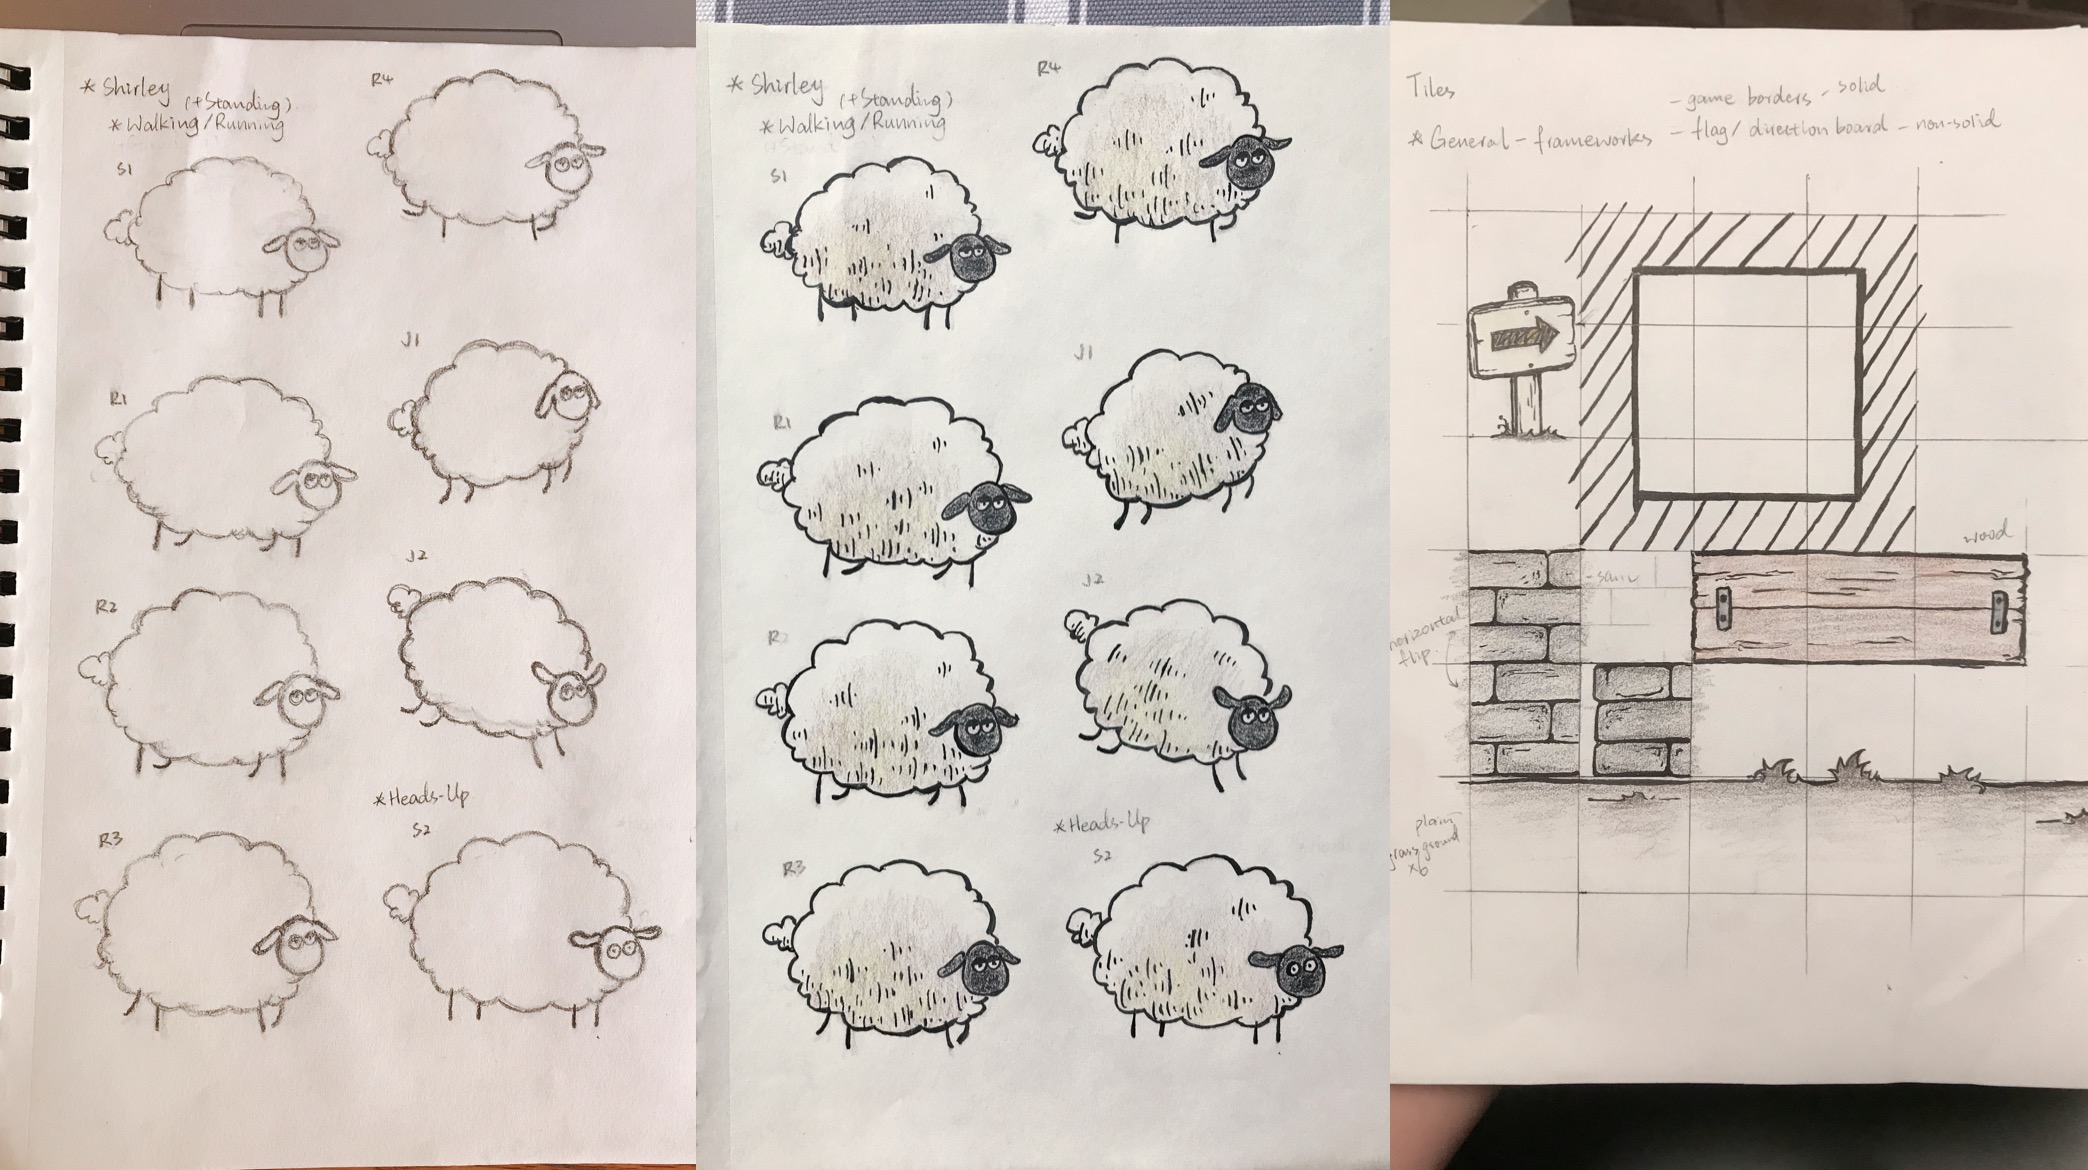 * Shirley (+Standing)
* Walking/Running
S1
R1
R2
R3
R4
J1
J2
* Heads-Up
S2
* Shirley (+Standing)
* Walking/Running
S1
R1
R2
R3
R4
J1
J2
* Heads-Up
S2
Tiles
* General - frameworks
- game borders - solid
- flag/direction board - non-solid
wood
horizontal
flip
plain
grass ground
x6